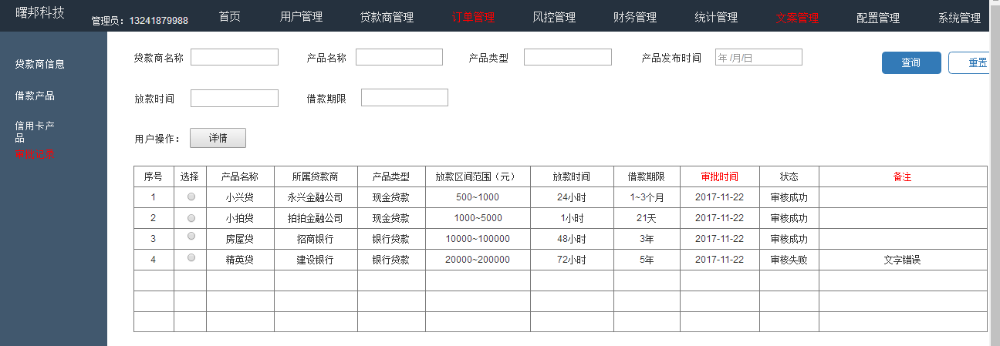 曙邦科技 管理员：13241879988 首页 用户管理 贷款商管理 订单管理 风控管理 财务管理 统计管理 文案管理 配置管理 系统管理
贷款商信息
借款产品
信用卡产
品
贷款商名称 产品名称 产品类型 产品发布时间 年 /月/日 查询 重置
放款时间 借款期限
用户操作： 详情
序号 选择 产品名称 所属贷款商 产品类型 放款区间范围（元） 放款时间 借款期限 审批时间 状态 备注
1 小兴贷 永兴金融公司 现金贷款 500~1000 24小时 1~3个月 2017-11-22 审核成功
2 小拍贷 拍拍金融公司 现金贷款 1000~5000 1小时 21天 2017-11-22 审核成功
3 房屋贷 招商银行 银行贷款 10000~100000 48小时 3年 2017-11-22 审核成功
4 精英贷 建设银行 银行贷款 20000~200000 72小时 5年 2017-11-22 审核失败 文字错误